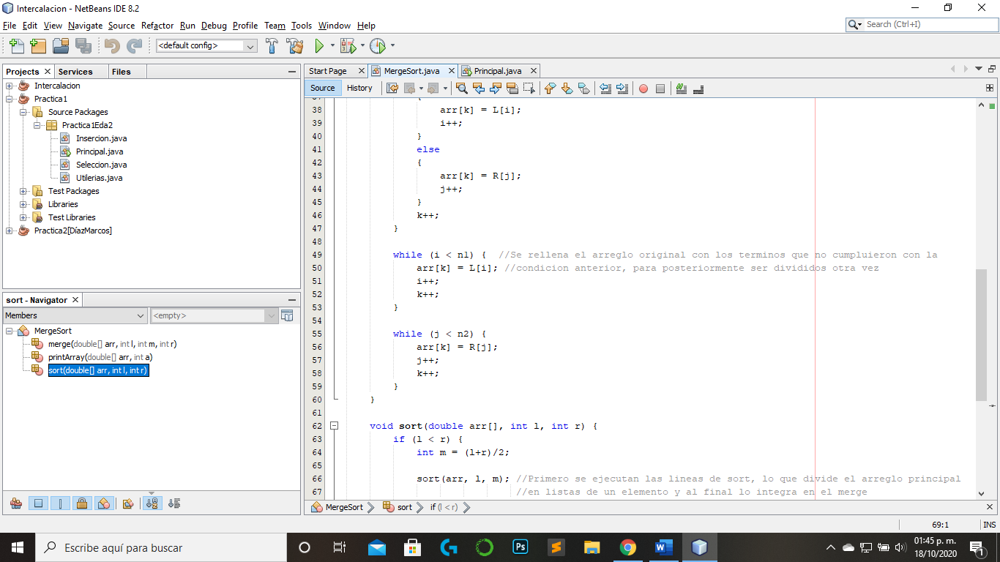 Intercalacion - NetBeans IDE 8.2
File Edit View Navigate Source Refactor Run Debug Profile Team Tools Window Help
Search (Ctrl+I)
<default config>
Projects Services Files
Intercalacion
Practica1
Source Packages
Practica1Eda2
Insercion.java
Principal.java
Seleccion.java
Utilerias.java
Test Packages
Libraries
Test Libraries
Practica2[DíazMarcos]
sort - Navigator
Members <empty>
MergeSort
merge(double[] arr, int l, int m, int r)
printArray(double[] arr, int a)
sort(double[] arr, int l, int r)
Start Page MergeSort.java Principal.java
Source History
37 {
38 arr[k] = L[i];
39 i++;
40 }
41 else
42 {
43 arr[k] = R[j];
44 j++;
45 }
46 k++;
47 }
48
49 while (i < n1) { //Se rellena el arreglo original con los terminos que no cumpluieron con la
50 arr[k] = L[i]; //condicion anterior, para posteriormente ser divididos otra vez
51 i++;
52 k++;
53 }
54
55 while (j < n2) {
56 arr[k] = R[j];
57 j++;
58 k++;
59 }
60 }
61
62 void sort(double arr[], int l, int r) {
63 if (l < r) {
64 int m = (l+r)/2;
65
66 sort(arr, l, m); //Primero se ejecutan las lineas de sort, lo que divide el arreglo principal
67 //en listas de un elemento y al final lo integra en el merge
MergeSort sort if (l < r)
69:1 INS
Escribe aquí para buscar
Ps
01:45 p. m.
18/10/2020
1